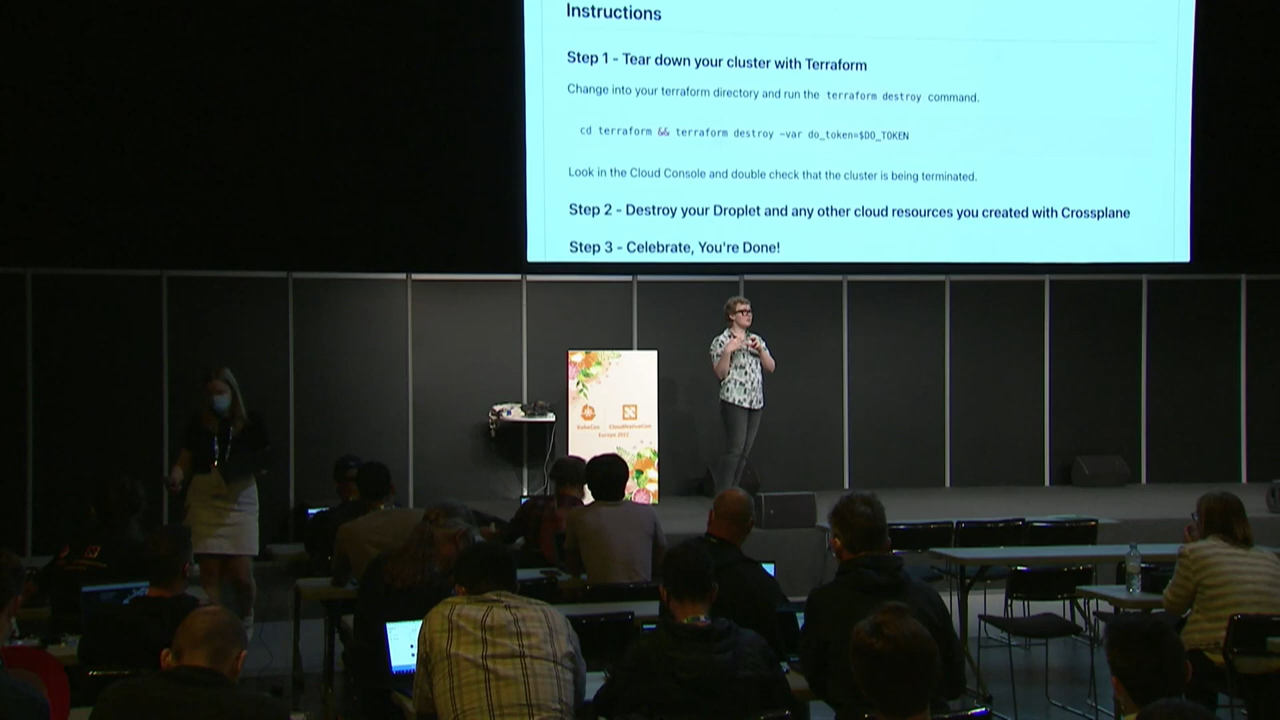 Instructions
Step 1 - Tear down your cluster with Terraform
Change into your terraform directory and run the terraform destroy command.
cd terraform && terraform destroy -var do_token=$DO_TOKEN
Look in the Cloud Console and double check that the cluster is being terminated.
Step 2 - Destroy your Droplet and any other cloud resources you created with Crossplane
Step 3 - Celebrate, You're Done!
KubeCon CloudNativeCon
Europe 2022